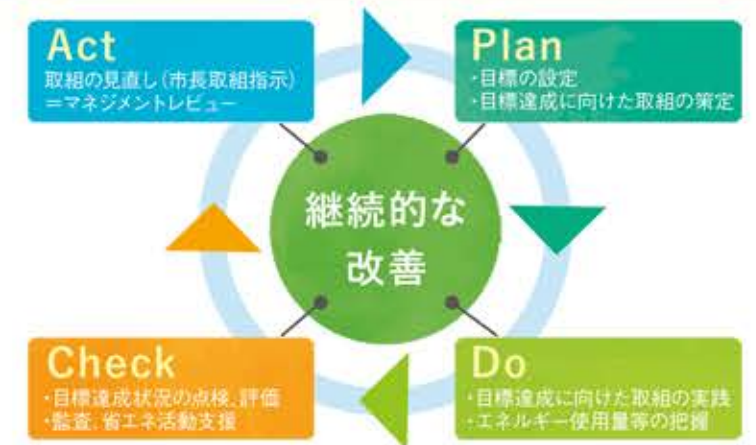 Act
取組の見直し(市長取組指示)
=マネジメントレビュー
Plan
・目標の設定
・目標達成に向けた取組の策定
継続的な
改善
Check
・目標達成状況の点検、評価
・監査、省エネ活動支援
Do
・目標達成に向けた取組の実践
・エネルギー使用量等の把握